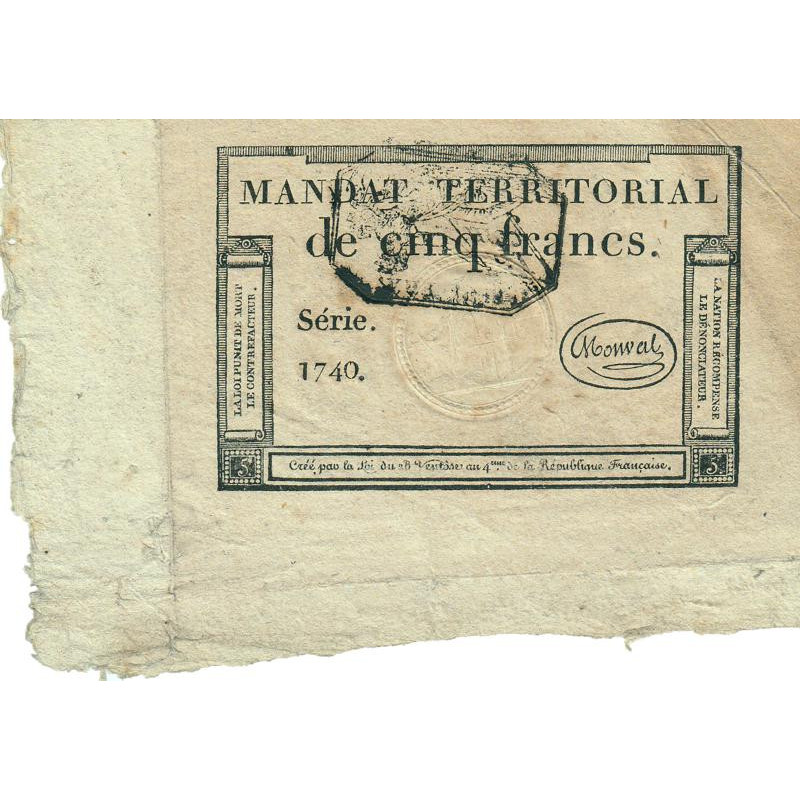 MANDAT TERRITORIAL
de cinq francs.
Série.
1740.
Monval
LA LOI PUNIT DE MORT
LE CONTREFACTEUR.
LA NATION RÉCOMPENSE
LE DÉNONCIATEUR.
5.
Créé par la Loi du 28 Ventôse an 4.eme de la République Française.
5.